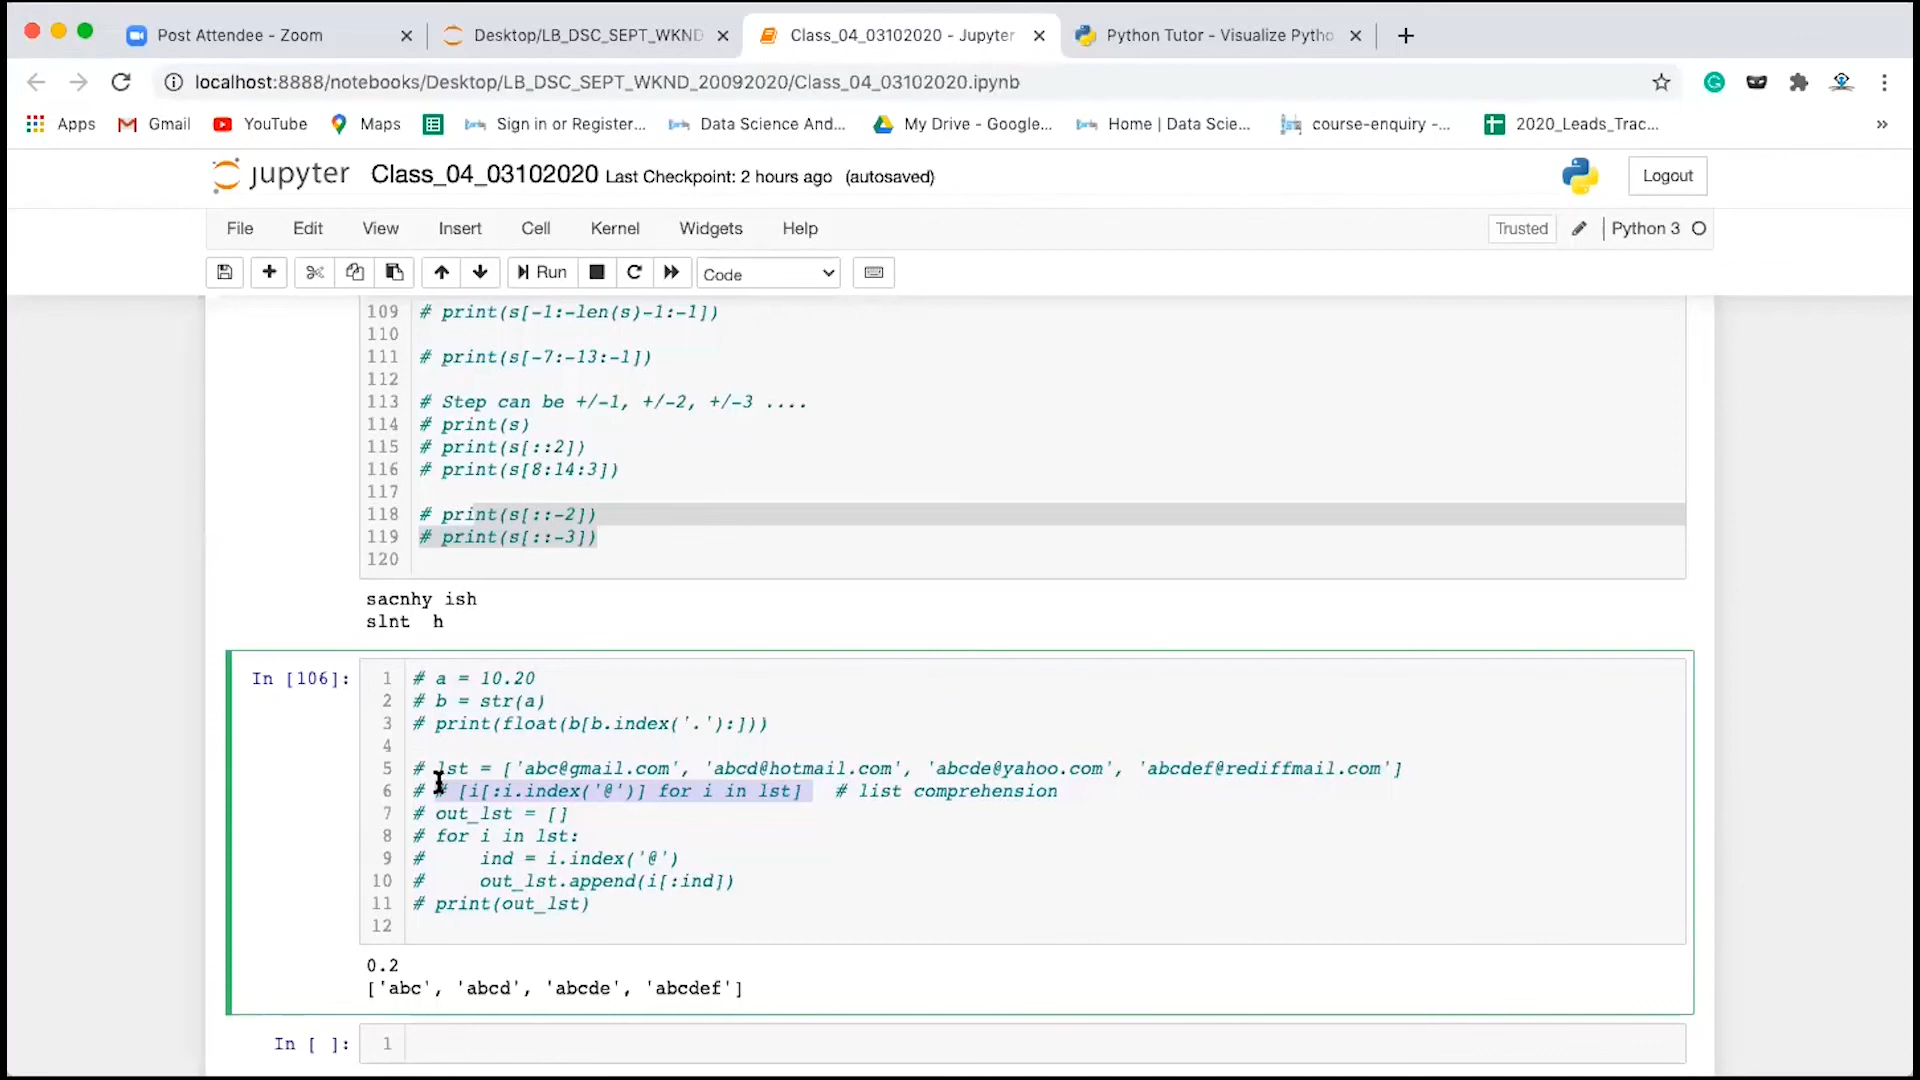 Post Attendee - Zoom
Desktop/LB_DSC_SEPT_WKND
Class_04_03102020 - Jupyter
Python Tutor - Visualize Pytho
localhost:8888/notebooks/Desktop/LB_DSC_SEPT_WKND_20092020/Class_04_03102020.ipynb
Apps Gmail YouTube Maps Sign in or Register... Data Science And... My Drive - Google... Home | Data Scie... course-enquiry -... 2020_Leads_Trac... »
jupyter Class_04_03102020 Last Checkpoint: 2 hours ago (autosaved) Logout
File Edit View Insert Cell Kernel Widgets Help Trusted Python 3
Run Code
109 # print(s[-1:-len(s)-1:-1])
110
111 # print(s[-7:-13:-1])
112
113 # Step can be +/-1, +/-2, +/-3 ....
114 # print(s)
115 # print(s[::2])
116 # print(s[8:14:3])
117
118 # print(s[::-2])
119 # print(s[::-3])
120
sacnhy ish
slnt  h
In [106]: 1 # a = 10.20
2 # b = str(a)
3 # print(float(b[b.index('.'):]))
4
5 # lst = ['abc@gmail.com', 'abcd@hotmail.com', 'abcde@yahoo.com', 'abcdef@rediffmail.com']
6 # # [i[:i.index('@')] for i in lst]   # list comprehension
7 # out_lst = []
8 # for i in lst:
9 #     ind = i.index('@')
10 #     out_lst.append(i[:ind])
11 # print(out_lst)
12
0.2
['abc', 'abcd', 'abcde', 'abcdef']
In [ ]: 1